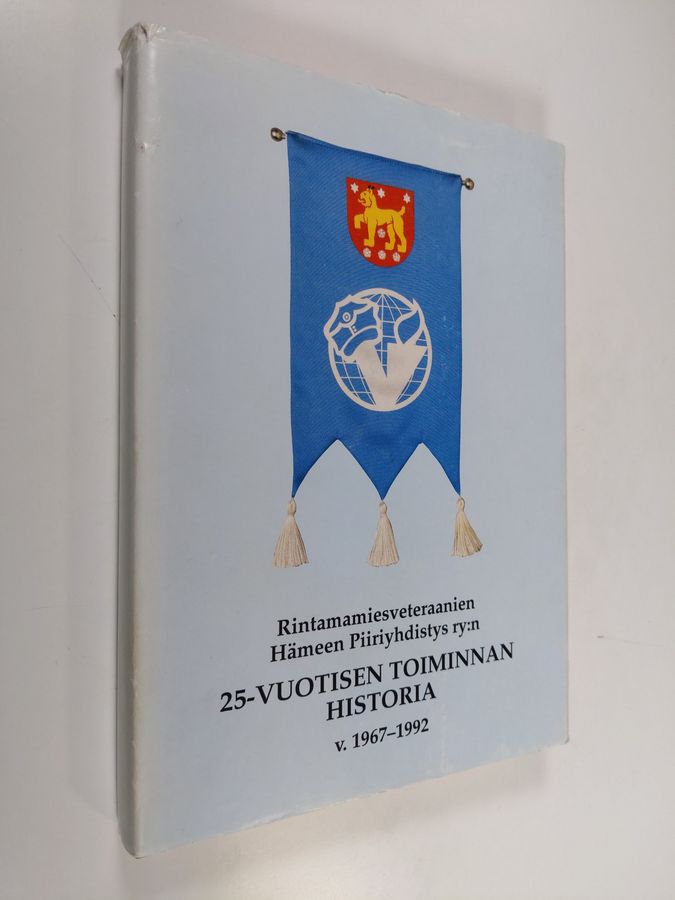 Rintamamiesveteraanien
Hämeen Piiriyhdistys ry:n
25-VUOTISEN TOIMINNAN
HISTORIA
v. 1967–1992